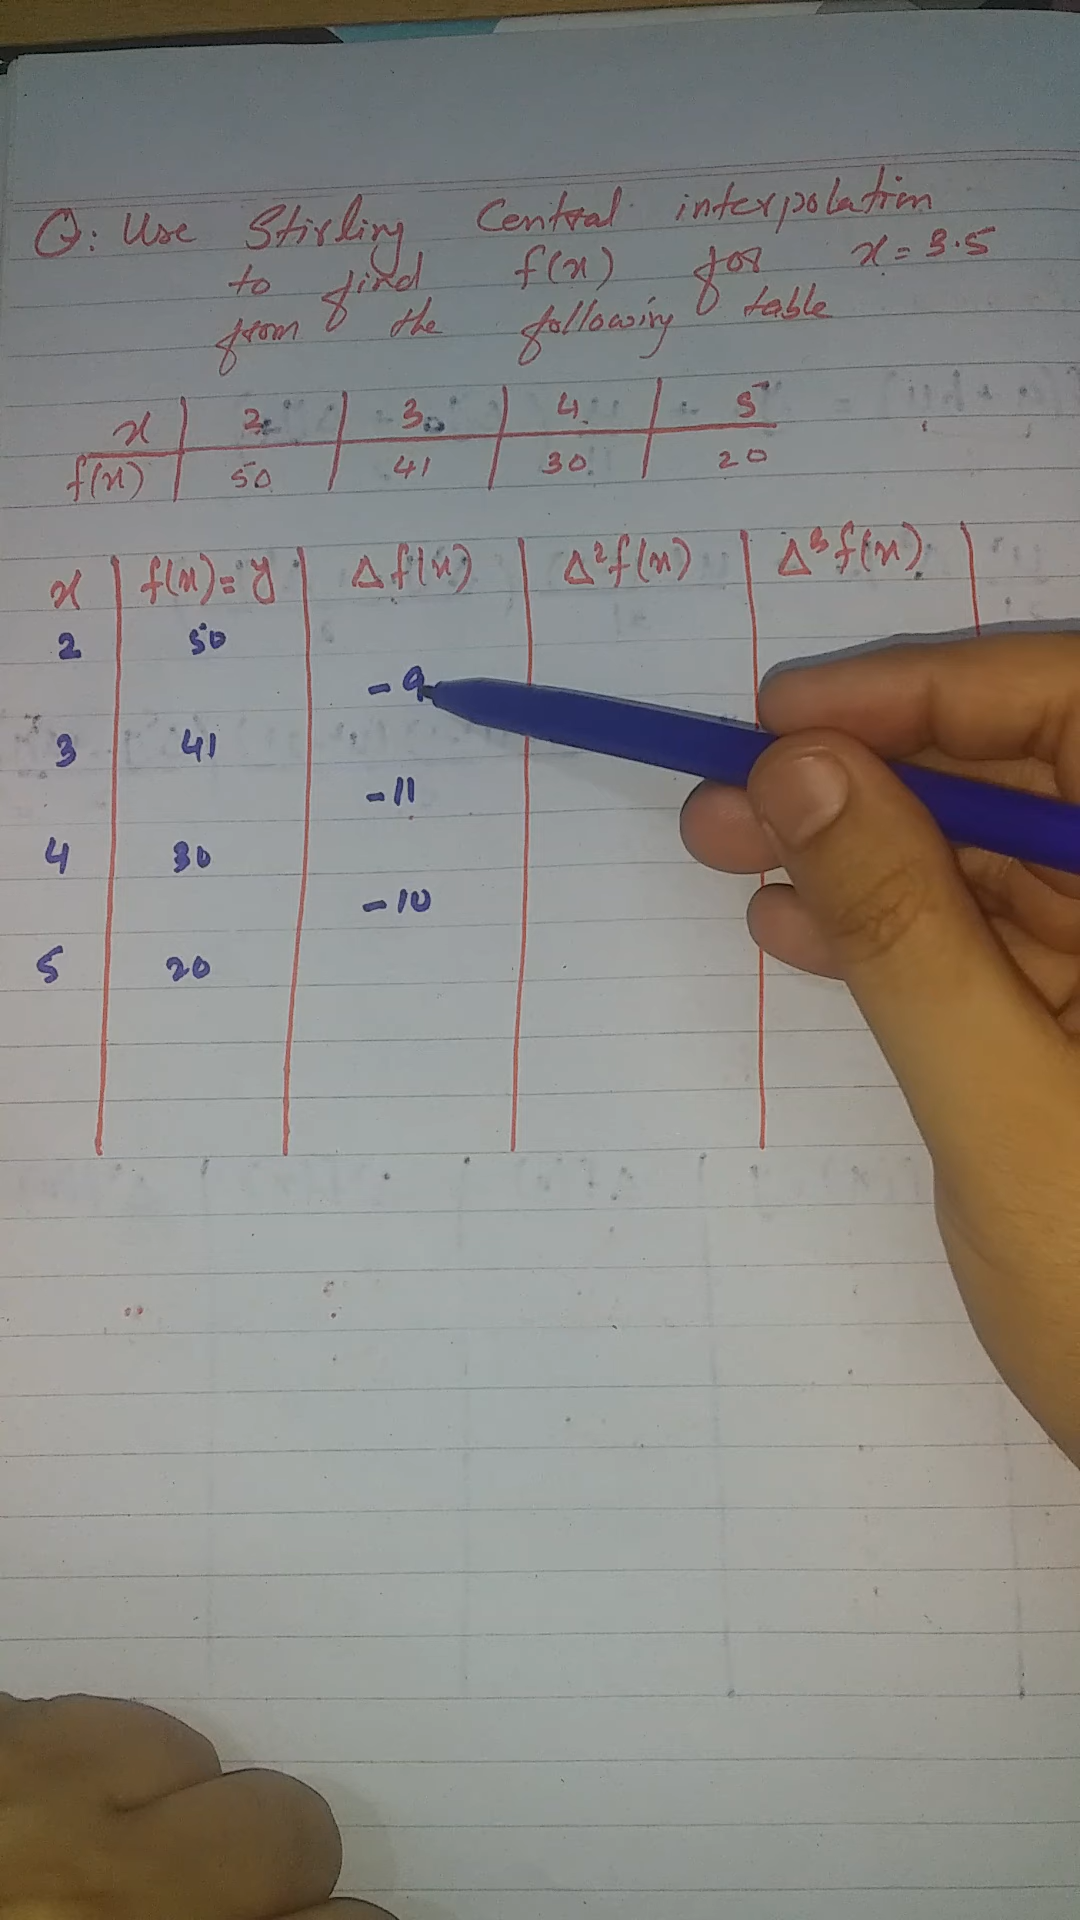 Q: Use Stirling Central interpolation
to find f(x) for x = 3.5
from the following table
x 2 3 4 5
f(x) 50 41 30 20
x f(x)=y Δf(x) Δ²f(x) Δ³f(x)
2 50
-9
3 41
-11
4 30
-10
5 20